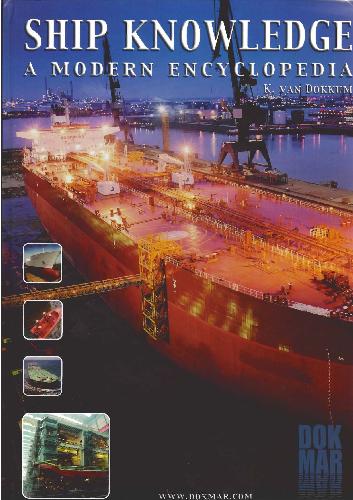 SHIP KNOWLEDGE
A MODERN ENCYCLOPEDIA
K. VAN DOKKUM
DOK
MAR
WWW.DOKMAR.COM